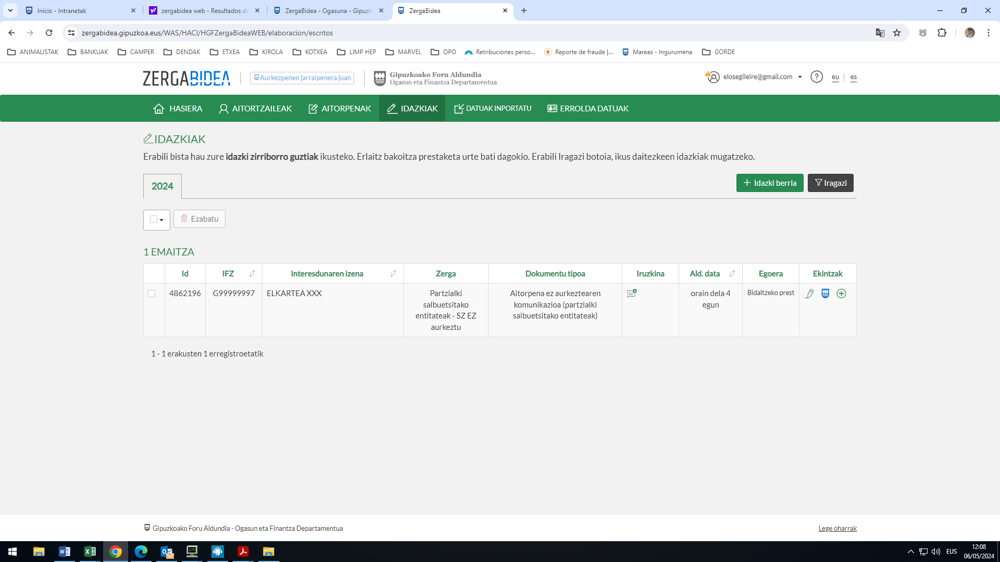 Inicio - Intranetak
zergabidea web - Resultados de
ZergaBidea - Ogasuna - Gipuzk
ZergaBidea
zergabidea.gipuzkoa.eus/WAS/HACI/HGFZergaBideaWEB/elaboracion/escritos
ANIMALISTAK BANKUAK CAMPER DENDAK ETXEA KIROLA KOTXEA LIMP HEP MARVEL OPO Retribuciones perso... Reporte de fraude |... Mareas - Ingurumena GORDE
ZERGABIDEA
Aurkezpenen jarraipenera joan
Gipuzkoako Foru Aldundia
Ogasun eta Finantza Departamentua
elosegileire@gmail.com ? eu es
HASIERA AITORTZAILEAK AITORPENAK IDAZKIAK DATUAK INPORTATU ERROLDA DATUAK
IDAZKIAK
Erabili bista hau zure idazki zirriborro guztiak ikusteko. Erlaitz bakoitza prestaketa urte bati dagokio. Erabili Iragazi botoia, ikus daitezkeen idazkiak mugatzeko.
2024
Idazki berria Iragazi
Ezabatu
1 EMAITZA
Id IFZ Interesdunaren izena Zerga Dokumentu tipoa Iruzkina Ald. data Egoera Ekintzak
4862196 G99999997 ELKARTEA XXX
Partzialki
salbuetsitako
entitateak - SZ EZ
aurkeztu
Aitorpena ez aurkeztearen
komunikazioa (partzialki
salbuetsitako entitateak)
orain dela 4
egun
Bidaltzeko prest
1 - 1 erakusten 1 erregistroetatik
Gipuzkoako Foru Aldundia - Ogasun eta Finantza Departamentua
Lege oharrak
EUS
12:08
06/05/2024